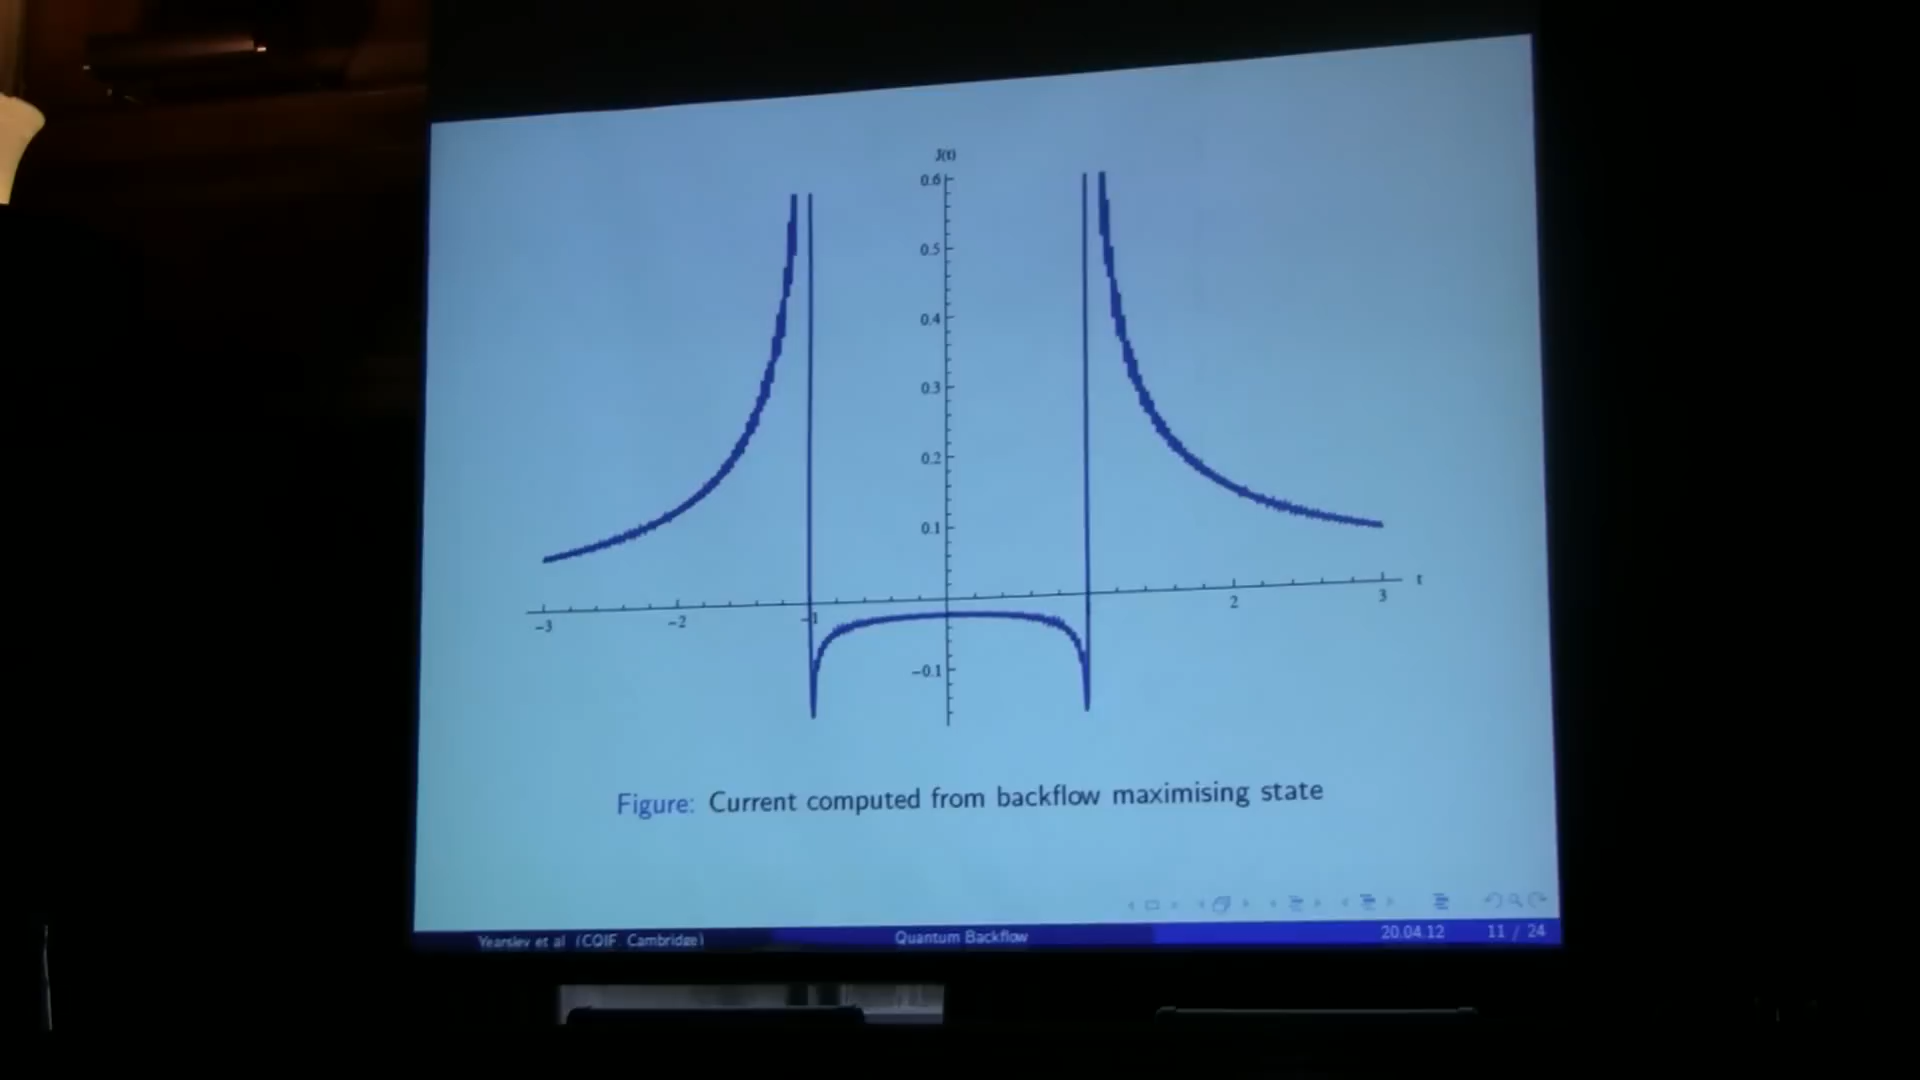 J(t)
0.6
0.5
0.4
0.3
0.2
0.1
-3 -2 -1 2 3 t
-0.1
Figure: Current computed from backflow maximising state
Yearsley et al (CQIF, Cambridge) Quantum Backflow 20.04.12 11 / 24